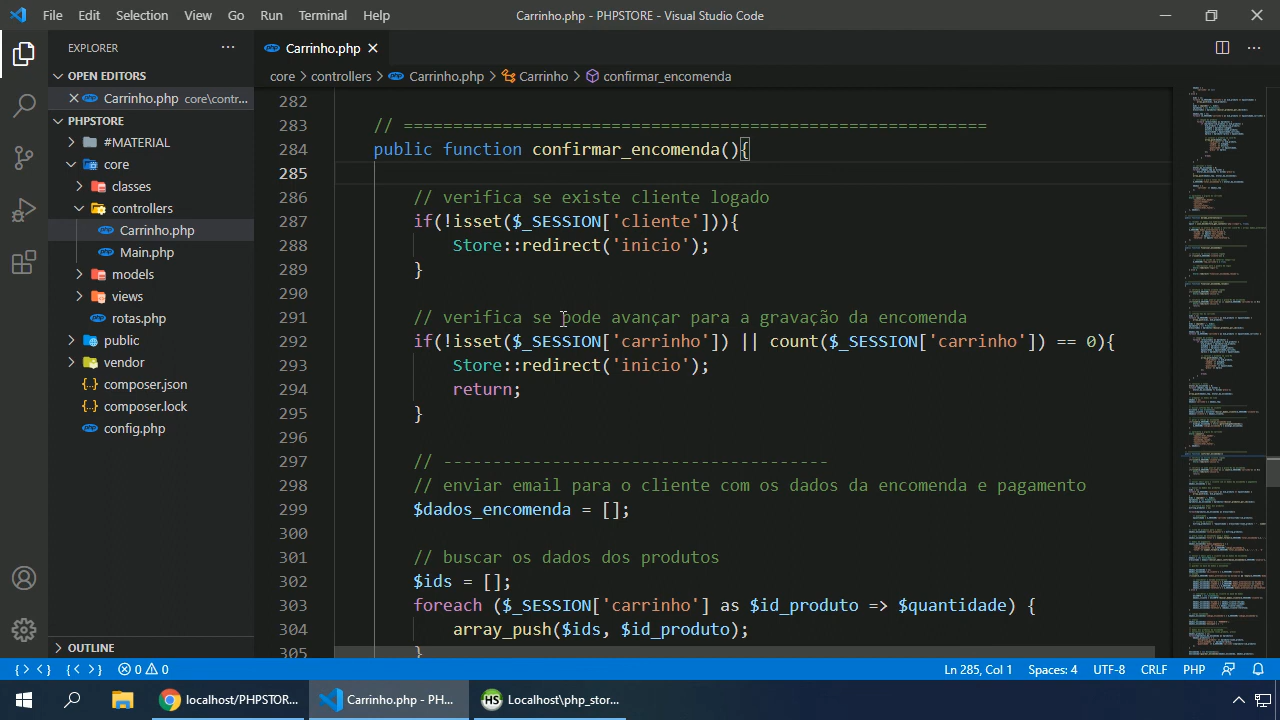 File Edit Selection View Go Run Terminal Help Carrinho.php - PHPSTORE - Visual Studio Code
EXPLORER ···
OPEN EDITORS
Carrinho.php core\contr...
PHPSTORE
#MATERIAL
core
classes
controllers
Carrinho.php
Main.php
models
views
rotas.php
public
vendor
composer.json
composer.lock
config.php
OUTLINE
Carrinho.php
core > controllers > Carrinho.php > Carrinho > confirmar_encomenda
282
283 // ===========================================================
284 public function confirmar_encomenda(){
285
286 // verifica se existe cliente logado
287 if(!isset($_SESSION['cliente'])){
288 Store::redirect('inicio');
289 }
290
291 // verifica se pode avançar para a gravação da encomenda
292 if(!isset($_SESSION['carrinho']) || count($_SESSION['carrinho']) == 0){
293 Store::redirect('inicio');
294 return;
295 }
296
297 // -----------------------------------------
298 // enviar email para o cliente com os dados da encomenda e pagamento
299 $dados_encomenda = [];
300
301 // buscar os dados dos produtos
302 $ids = [];
303 foreach ($_SESSION['carrinho'] as $id_produto => $quantidade) {
304 array_push($ids, $id_produto);
305 }
0 0 Ln 285, Col 1 Spaces: 4 UTF-8 CRLF PHP
localhost/PHPSTOR... Carrinho.php - PH... Localhost\php_stor...